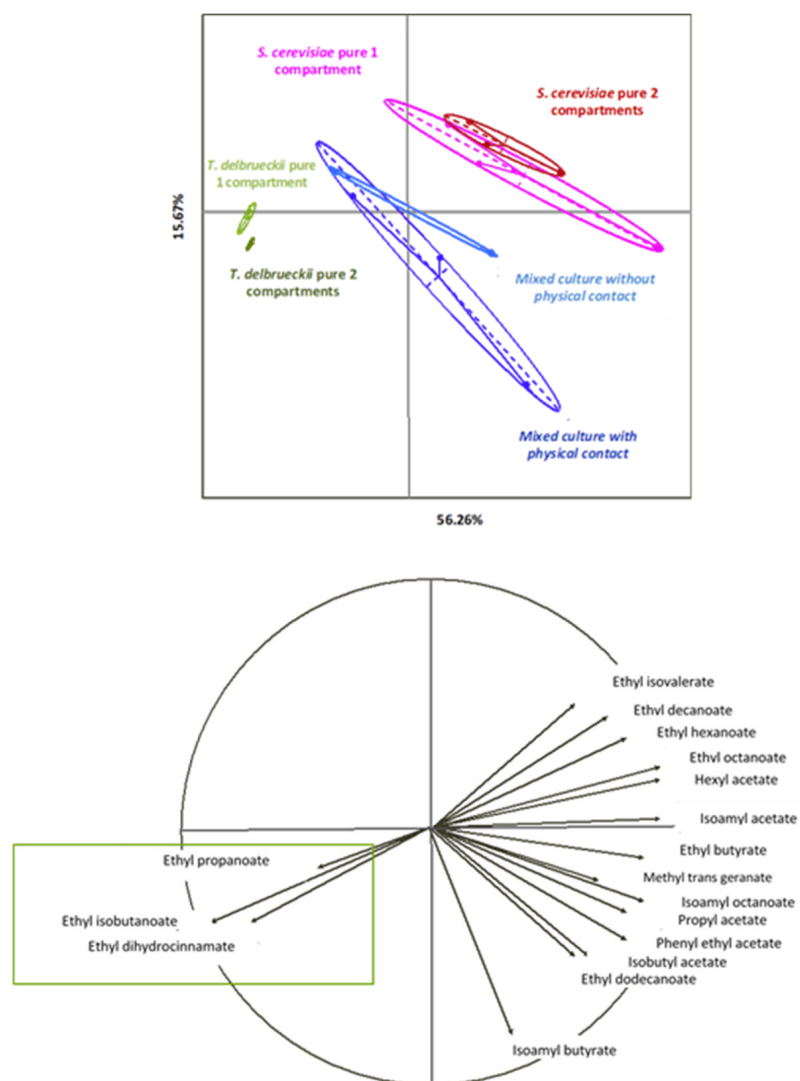 S. cerevisiae pure 1
compartment
S. cerevisiae pure 2
compartments
T. delbrueckii pure
1 compartment
15.67%
T. delbrueckii pure 2
compartments
Mixed culture without
physical contact
Mixed culture with
physical contact
56.26%
Ethyl isovalerate
Ethyl decanoate
Ethyl hexanoate
Ethyl octanoate
Hexyl acetate
Isoamyl acetate
Ethyl butyrate
Ethyl propanoate
Methyl trans geranate
Isoamyl octanoate
Propyl acetate
Ethyl isobutanoate
Phenyl ethyl acetate
Ethyl dihydrocinnamate
Isobutyl acetate
Ethyl dodecanoate
Isoamyl butyrate